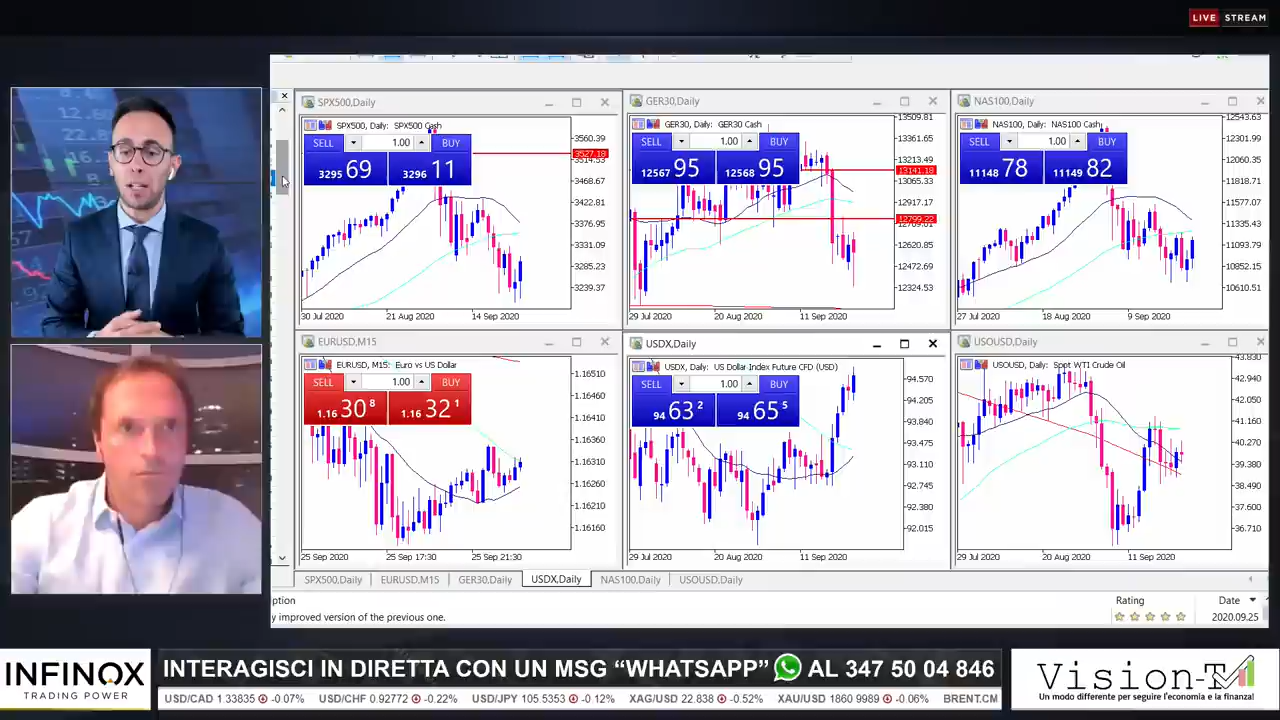 LIVE STREAM
SPX500,Daily
SPX500, Daily: SPX500 Cash
SELL 1.00 BUY
3295 69 3296 11
3560.39
3527.18
3514.53
3468.67
3422.81
3376.95
3331.09
3285.23
3239.37
30 Jul 2020 21 Aug 2020 14 Sep 2020
GER30,Daily
GER30, Daily: GER30 Cash
SELL 1.00 BUY
12567 95 12568 95
13509.81
13361.65
13213.49
13141.18
13065.33
12917.17
12799.22
12620.85
12472.69
12324.53
29 Jul 2020 20 Aug 2020 11 Sep 2020
NAS100,Daily
NAS100, Daily: NAS100 Cash
SELL 1.00 BUY
11148 78 11149 82
12543.63
12301.99
12060.35
11818.71
11577.07
11335.43
11093.79
10852.15
10610.51
27 Jul 2020 18 Aug 2020 9 Sep 2020
EURUSD,M15
EURUSD, M15: Euro vs US Dollar
SELL 1.00 BUY
1.16 30 8 1.16 32 1
1.16510
1.16460
1.16410
1.16360
1.16310
1.16260
1.16210
1.16160
25 Sep 2020 25 Sep 17:30 25 Sep 21:30
USDX,Daily
USDX, Daily: US Dollar Index Future CFD (USD)
SELL 1.00 BUY
94 63 2 94 65 5
94.570
94.205
93.840
93.475
93.110
92.745
92.380
92.015
29 Jul 2020 20 Aug 2020 11 Sep 2020
USOUSD,Daily
USOUSD, Daily: Spot WTI Crude Oil
43.830
42.940
42.050
41.160
40.270
39.380
38.490
37.600
36.710
29 Jul 2020 20 Aug 2020 11 Sep 2020
SPX500,Daily EURUSD,M15 GER30,Daily USDX,Daily NAS100,Daily USOUSD,Daily
ption Rating Date
y improved version of the previous one. 2020.09.25
INFINOX
TRADING POWER
INTERAGISCI IN DIRETTA CON UN MSG “WHATSAPP” AL 347 50 04 846
USD/CAD 1.33835 -0.07% USD/CHF 0.92772 -0.22% USD/JPY 105.5353 -0.12% XAG/USD 22.838 -0.52% XAU/USD 1860.9989 -0.06% BRENT.CM
Vision-T
Un modo differente per seguire l'economia e la finanza!